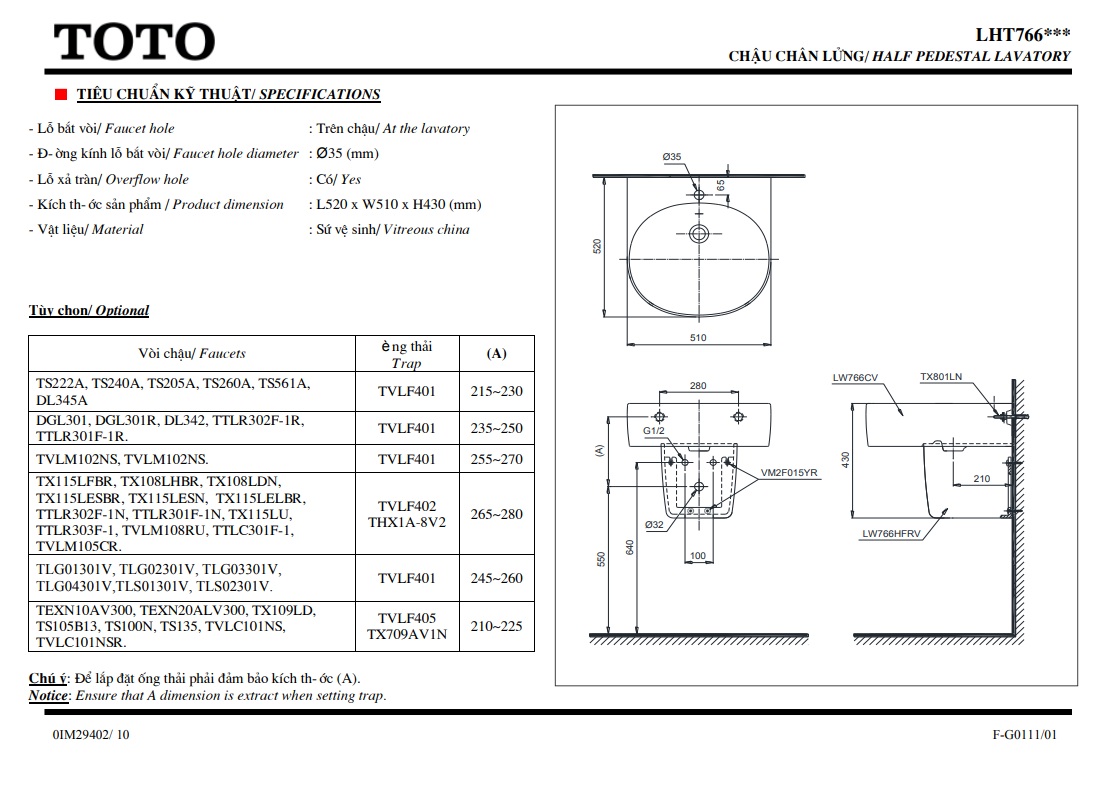 TOTO
LHT766***
CHẬU CHÂN LỬNG/ HALF PEDESTAL LAVATORY
TIÊU CHUẨN KỸ THUẬT/ SPECIFICATIONS
- Lỗ bắt vòi/ Faucet hole : Trên chậu/ At the lavatory
- Đ- ờng kính lỗ bắt vòi/ Faucet hole diameter : Ø35 (mm)
- Lỗ xả tràn/ Overflow hole : Có/ Yes
- Kích th- ớc sản phẩm / Product dimension : L520 x W510 x H430 (mm)
- Vật liệu/ Material : Sứ vệ sinh/ Vitreous china
Tùy chọn/ Optional
Vòi chậu/ Faucets
è ng thải
Trap
(A)
TS222A, TS240A, TS205A, TS260A, TS561A,
DL345A
TVLF401
215~230
DGL301, DGL301R, DL342, TTLR302F-1R,
TTLR301F-1R.
TVLF401
235~250
TVLM102NS, TVLM102NS.
TVLF401
255~270
TX115LFBR, TX108LHBR, TX108LDN,
TX115LESBR, TX115LESN, TX115LELBR,
TTLR302F-1N, TTLR301F-1N, TX115LU,
TTLR303F-1, TVLM108RU, TTLC301F-1,
TVLM105CR.
TVLF402
THX1A-8V2
265~280
TLG01301V, TLG02301V, TLG03301V,
TLG04301V,TLS01301V, TLS02301V.
TVLF401
245~260
TEXN10AV300, TEXN20ALV300, TX109LD,
TS105B13, TS100N, TS135, TVLC101NS,
TVLC101NSR.
TVLF405
TX709AV1N
210~225
Chú ý: Để lắp đặt ống thải phải đảm bảo kích th- ớc (A).
Notice: Ensure that A dimension is extract when setting trap.
Ø35
65
520
510
280
G1/2
(A)
VM2F015YR
Ø32
100
550
640
LW766CV
TX801LN
430
210
LW766HFRV
0IM29402/ 10
F-G0111/01